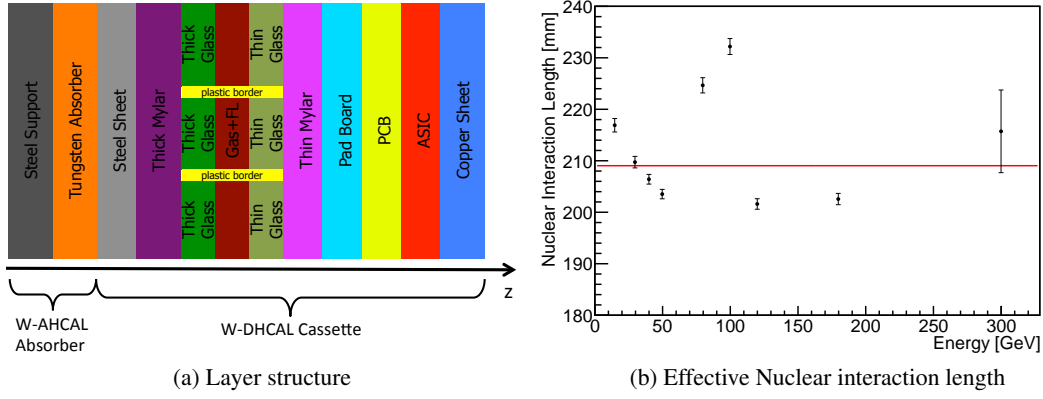 Steel Support
Tungsten Absorber
Steel Sheet
Thick Mylar
Thick Glass
Thick Glass
Thick Glass
Gas+FL
Thin Glass
Thin Glass
Thin Glass
plastic border
plastic border
Thin Mylar
Pad Board
PCB
ASIC
Copper Sheet
z
W-AHCAL
Absorber
W-DHCAL Cassette
(a) Layer structure
Nuclear Interaction Length [mm]
240
230
220
210
200
190
180
0
50
100
150
200
250
300
Energy [GeV]
(b) Effective Nuclear interaction length